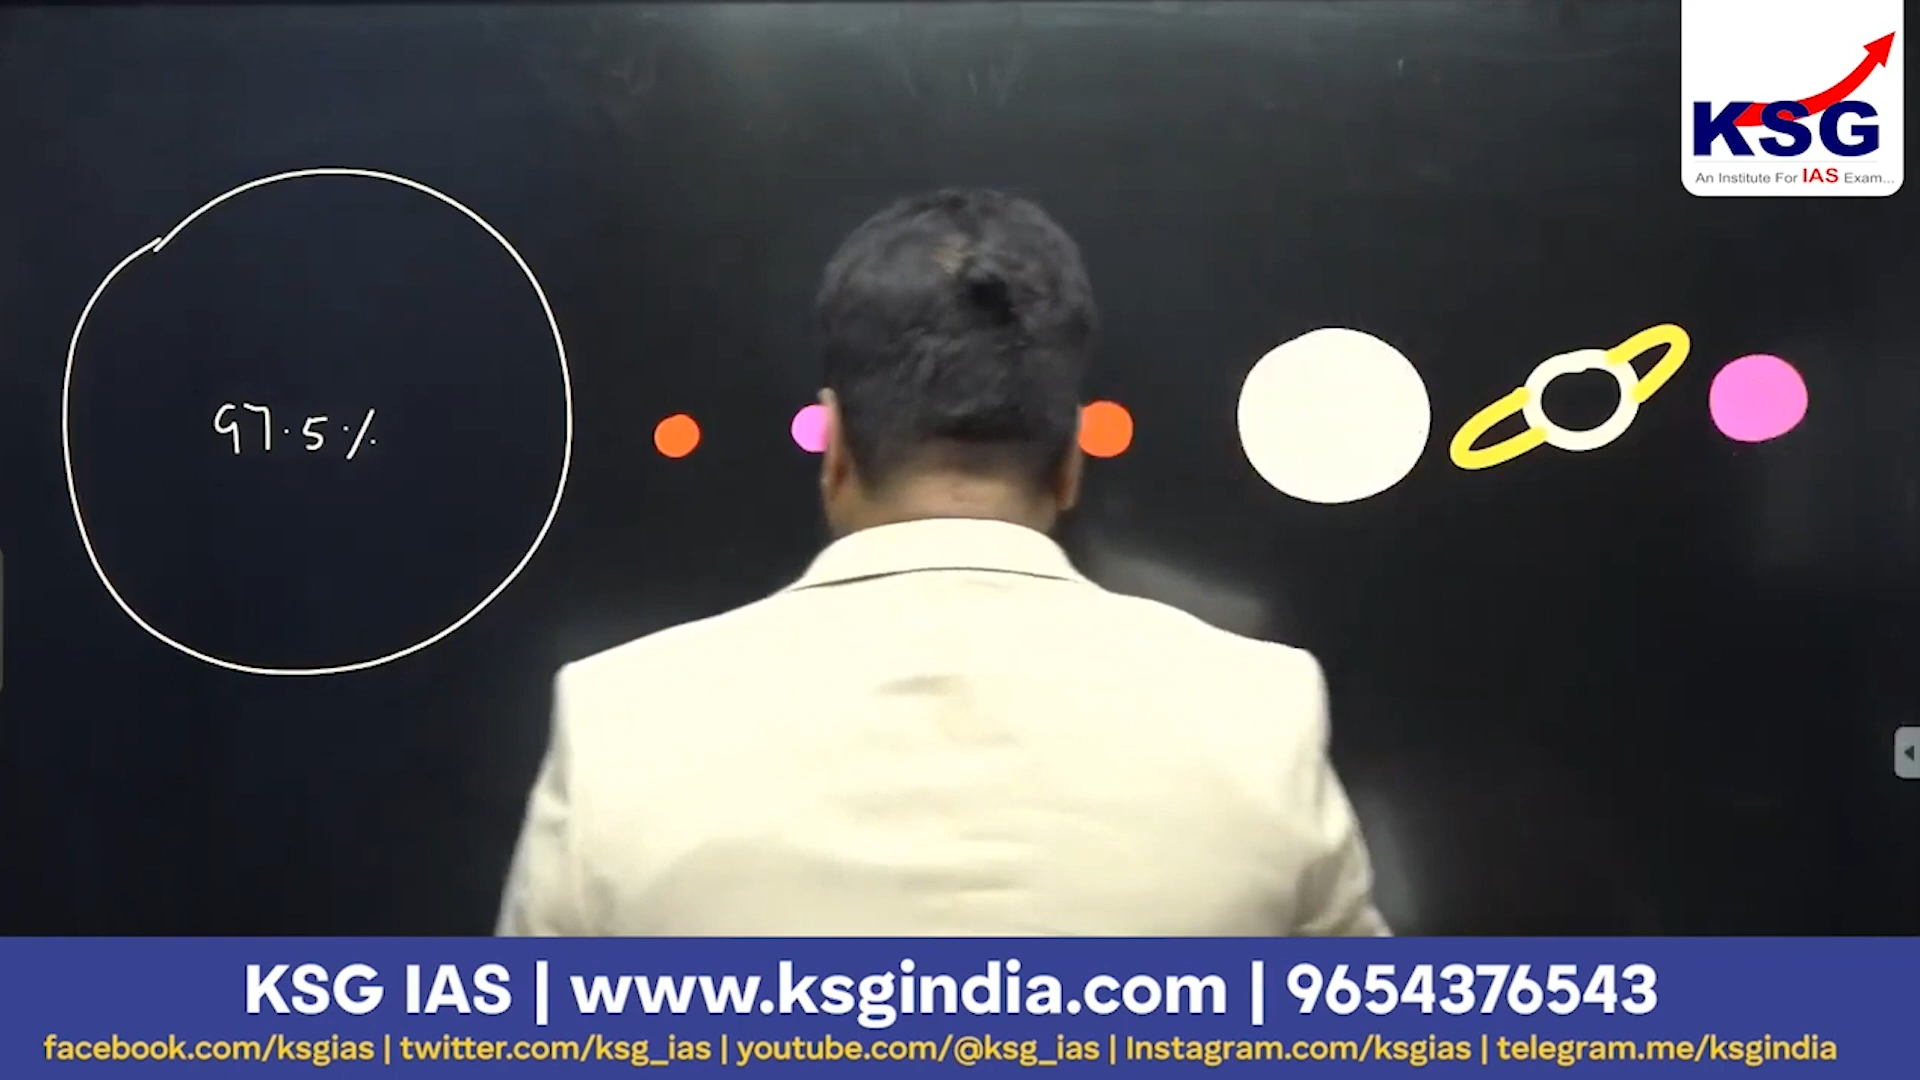 KSG
An Institute For IAS Exam...
97.5%
KSG IAS | www.ksgindia.com | 9654376543
facebook.com/ksgias | twitter.com/ksg_ias | youtube.com/@ksg_ias | Instagram.com/ksgias | telegram.me/ksgindia